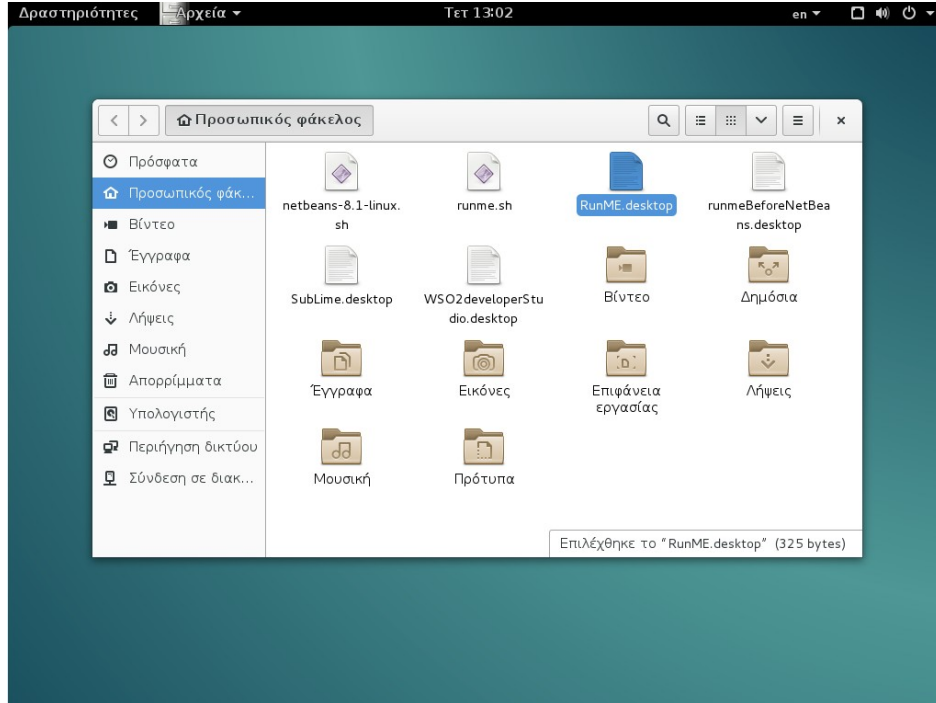 Δραστηριότητες Αρχεία Τετ 13:02 en
Προσωπικός φάκελος
Πρόσφατα
Προσωπικός φάκ...
Βίντεο
Έγγραφα
Εικόνες
Λήψεις
Μουσική
Απορρίμματα
Υπολογιστής
Περιήγηση δικτύου
Σύνδεση σε διακ...
netbeans-8.1-linux.
sh
runme.sh
RunME.desktop
runmeBeforeNetBea
ns.desktop
SubLime.desktop
WSO2developerStu
dio.desktop
Βίντεο
Δημόσια
Έγγραφα
Εικόνες
Επιφάνεια
εργασίας
Λήψεις
Μουσική
Πρότυπα
Επιλέχθηκε το “RunME.desktop” (325 bytes)